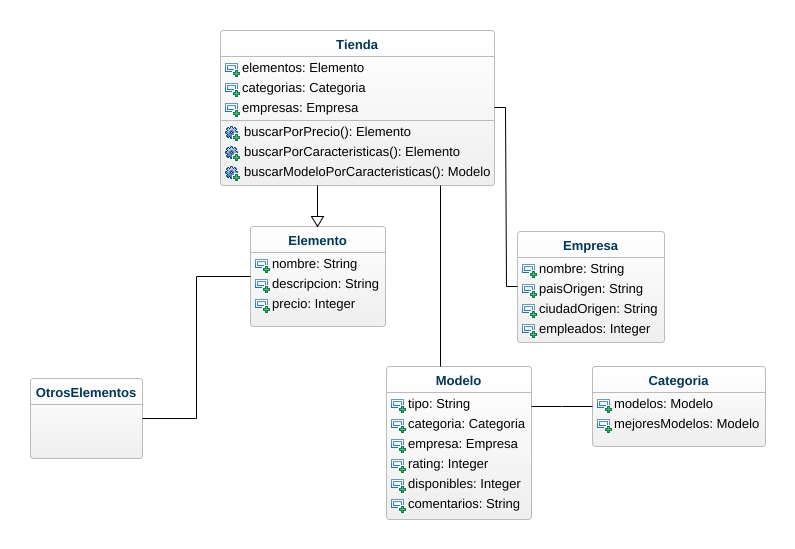 Tienda
elementos: Elemento
categorias: Categoria
empresas: Empresa
buscarPorPrecio(): Elemento
buscarPorCaracteristicas(): Elemento
buscarModeloPorCaracteristicas(): Modelo
Elemento
nombre: String
descripcion: String
precio: Integer
Empresa
nombre: String
paisOrigen: String
ciudadOrigen: String
empleados: Integer
OtrosElementos
Modelo
tipo: String
categoria: Categoria
empresa: Empresa
rating: Integer
disponibles: Integer
comentarios: String
Categoria
modelos: Modelo
mejoresModelos: Modelo